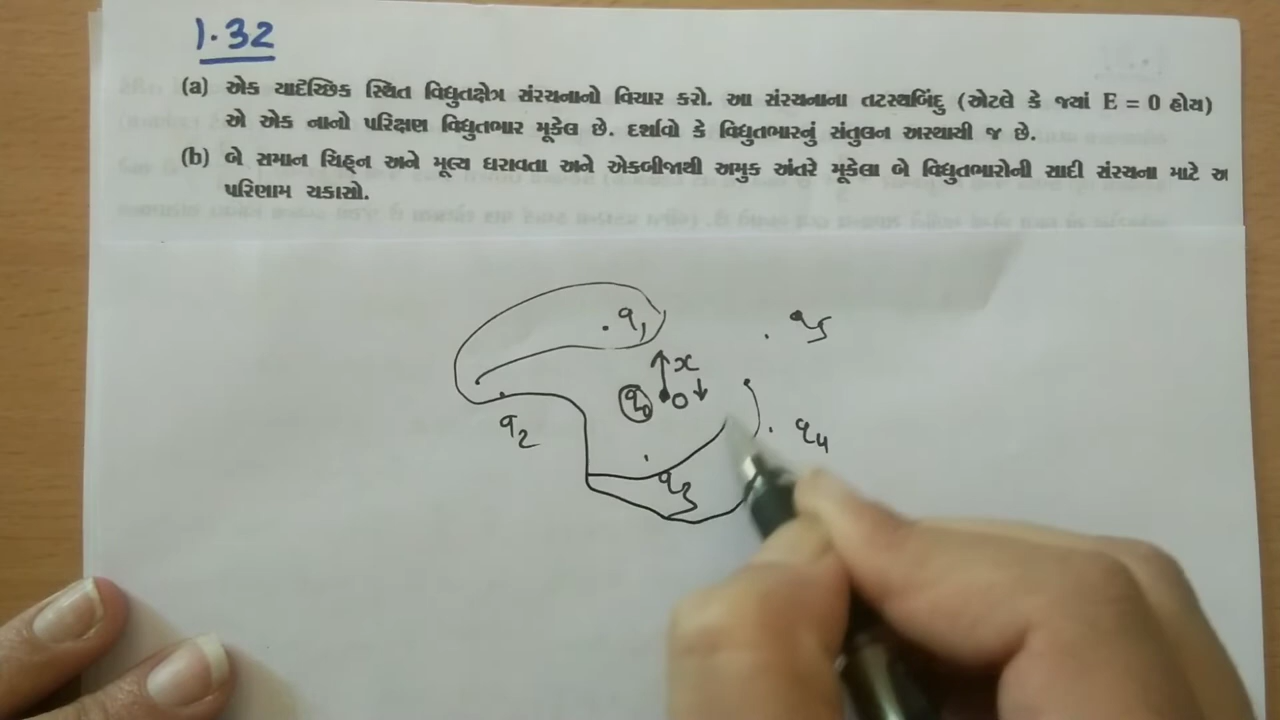 1.32
(a) એક યાદૈચ્છિક સ્થિત વિદ્યુતક્ષેત્ર સંરચનાનો વિચાર કરો. આ સંરચનાના તટસ્થબિંદુ (એટલે કે જ્યાં E = 0 હોય)
એ એક નાનો પરિક્ષણ વિદ્યુતભાર મૂકેલ છે. દર્શાવો કે વિદ્યુતભારનું સંતુલન અસ્થાયી જ છે.
(b) બે સમાન ચિહ્ન અને મૂલ્ય ધરાવતા અને એકબીજાથી અમુક અંતરે મૂકેલા બે વિદ્યુતભારોની સાદી સંરચના માટે અ
પરિણામ ચકાસો.
q1
q5
x
q0 O
q2
q4
q3